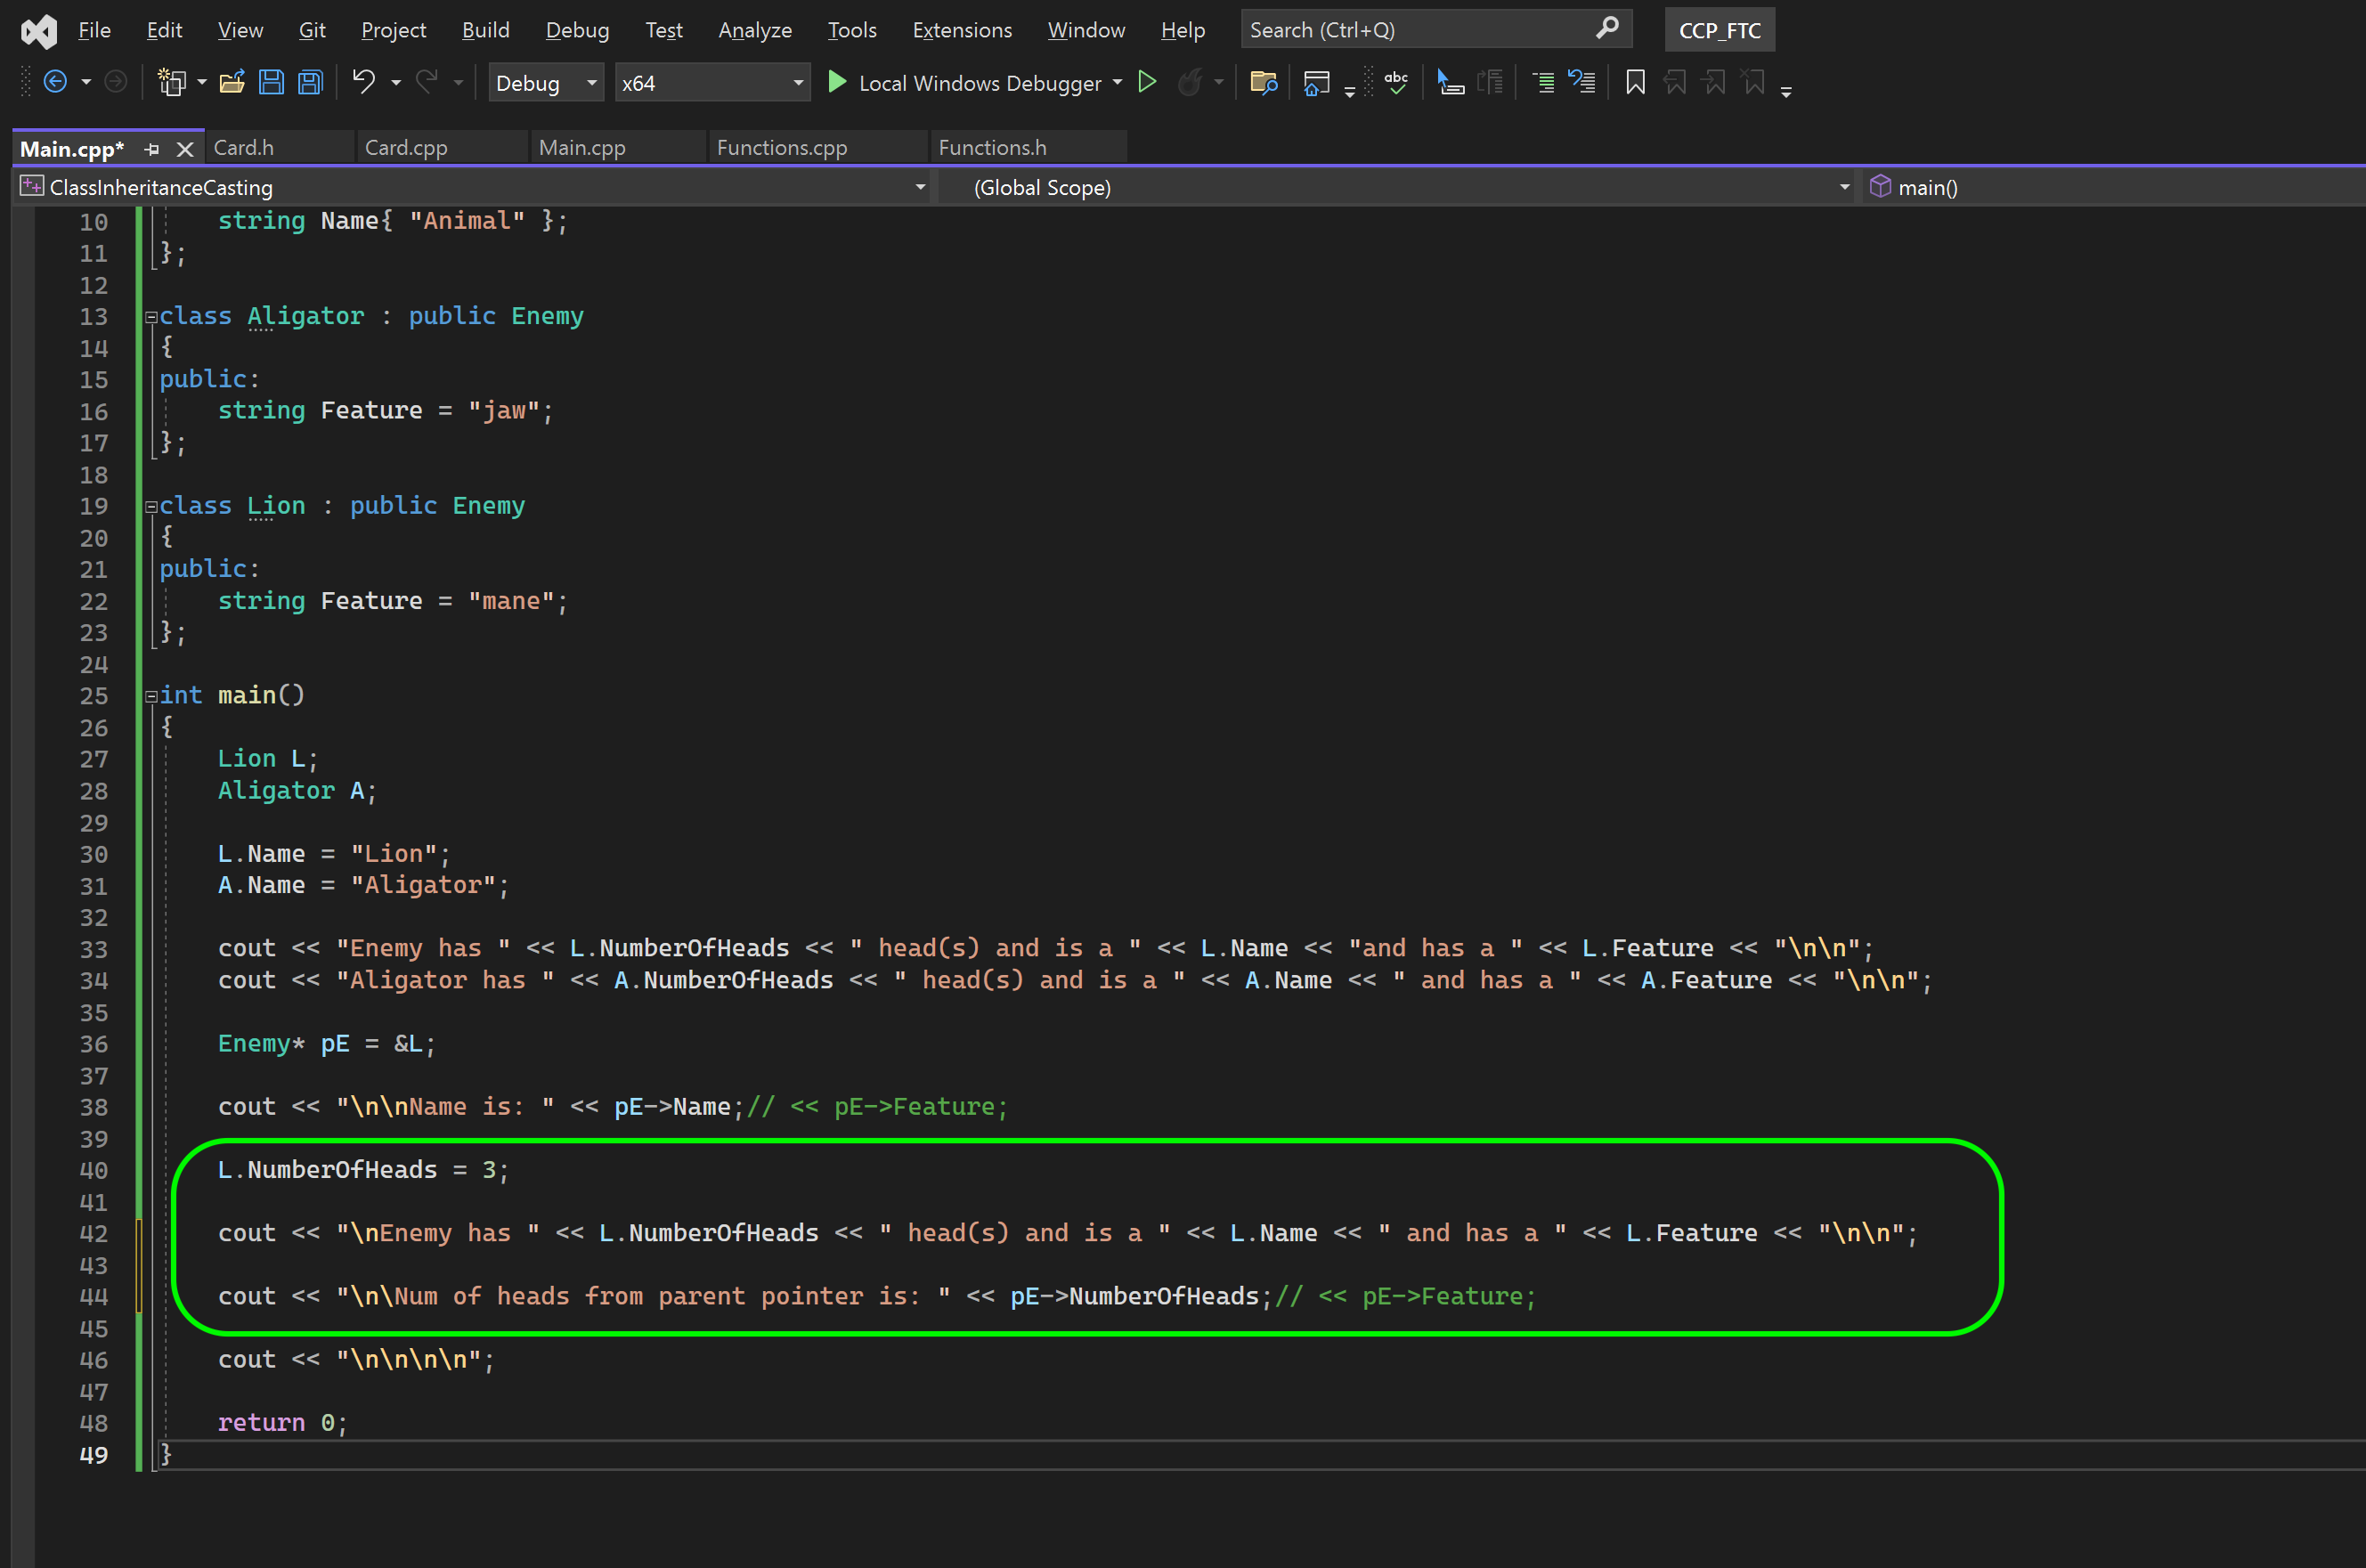 File Edit View Git Project Build Debug Test Analyze Tools Extensions Window Help Search (Ctrl+Q) CCP_FTC
Debug x64 Local Windows Debugger abc
Main.cpp* Card.h Card.cpp Main.cpp Functions.cpp Functions.h
ClassInheritanceCasting (Global Scope) main()
10 string Name{ "Animal" };
11 };
12
13 class Aligator : public Enemy
14 {
15 public:
16 string Feature = "jaw";
17 };
18
19 class Lion : public Enemy
20 {
21 public:
22 string Feature = "mane";
23 };
24
25 int main()
26 {
27 Lion L;
28 Aligator A;
29
30 L.Name = "Lion";
31 A.Name = "Aligator";
32
33 cout << "Enemy has " << L.NumberOfHeads << " head(s) and is a " << L.Name << "and has a " << L.Feature << "\n\n";
34 cout << "Aligator has " << A.NumberOfHeads << " head(s) and is a " << A.Name << " and has a " << A.Feature << "\n\n";
35
36 Enemy* pE = &L;
37
38 cout << "\n\nName is: " << pE->Name;// << pE->Feature;
39
40 L.NumberOfHeads = 3;
41
42 cout << "\nEnemy has " << L.NumberOfHeads << " head(s) and is a " << L.Name << " and has a " << L.Feature << "\n\n";
43
44 cout << "\n\Num of heads from parent pointer is: " << pE->NumberOfHeads;// << pE->Feature;
45
46 cout << "\n\n\n\n";
47
48 return 0;
49 }